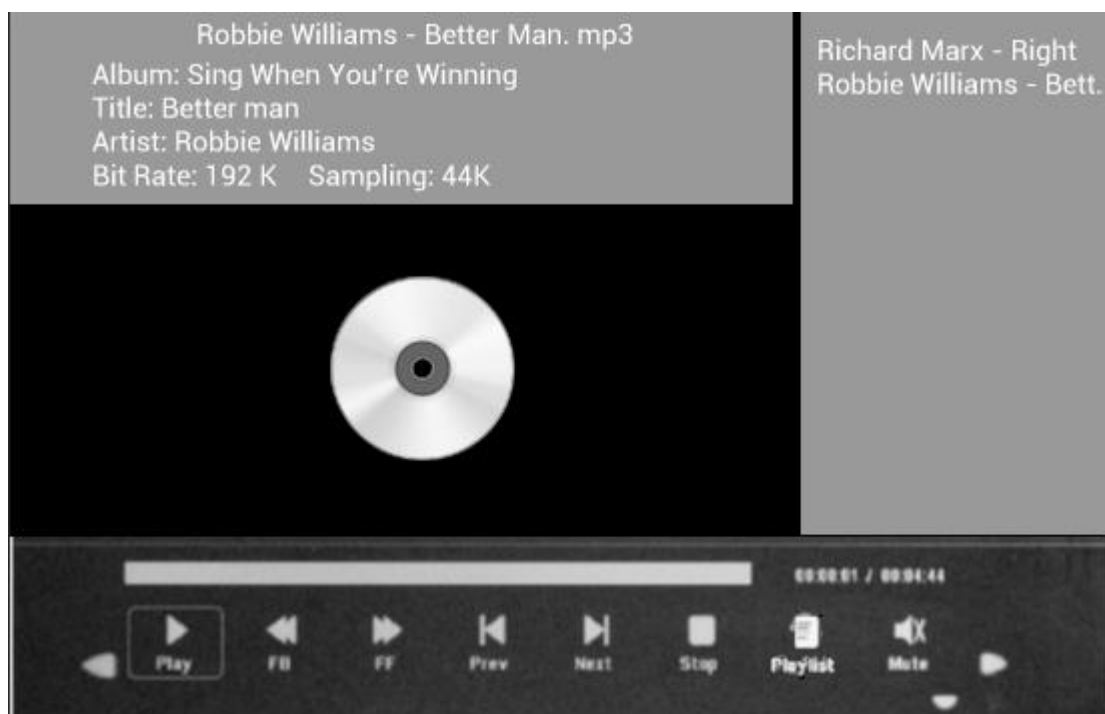 Robbie Williams - Better Man. mp3
Album: Sing When You're Winning
Title: Better man
Artist: Robbie Williams
Bit Rate: 192 K    Sampling: 44K
Richard Marx - Right
Robbie Williams - Bett.
00:00:01 / 00:04:44
Play FB FF Prev Next Stop Playlist Mute